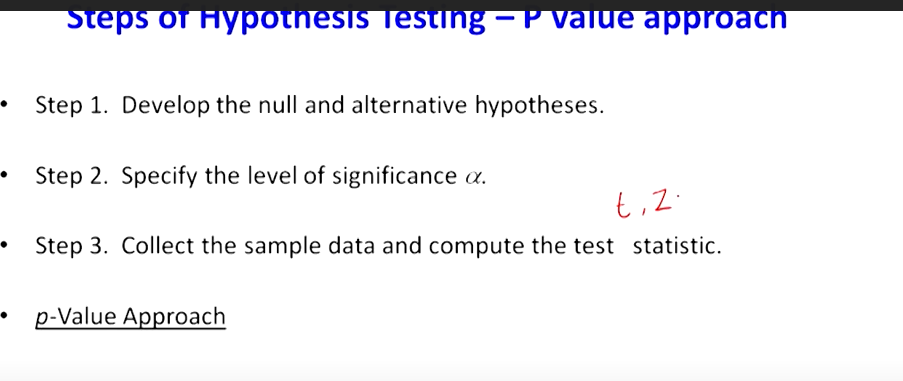 Steps of Hypothesis Testing – P value approach
• Step 1. Develop the null and alternative hypotheses.
• Step 2. Specify the level of significance α.
t, z
• Step 3. Collect the sample data and compute the test statistic.
• p-Value Approach